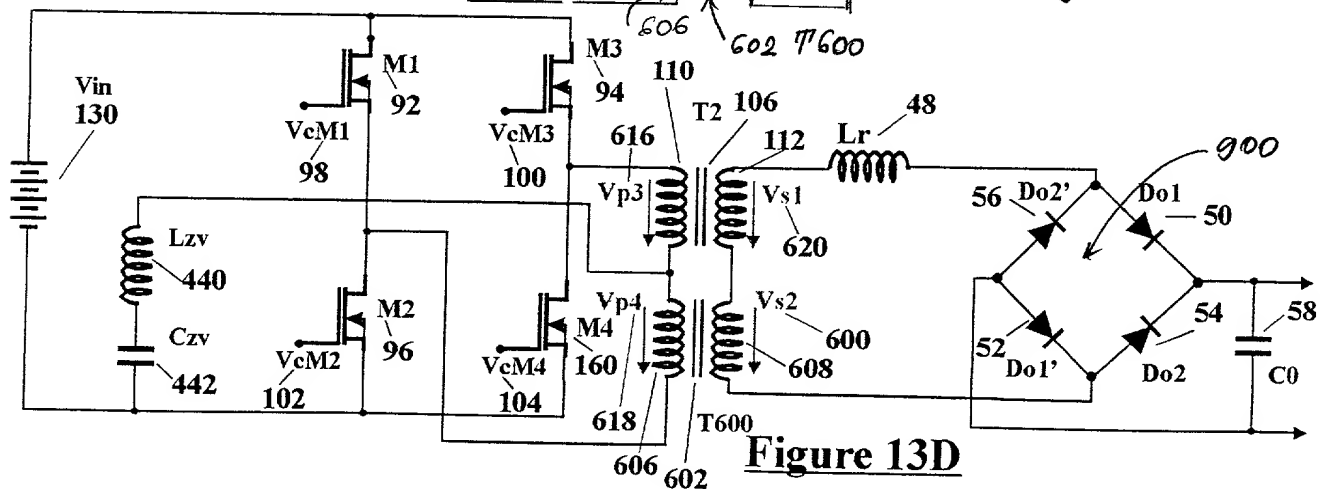 606
602 T600
M3
94
110
106
T2
48
Lr
900
Vin
130
M1
92
VcM1
98
VcM3
100
616
112
Vp3
Vs1
620
56
Do2'
Do1
50
Lzv
440
Czv
442
M2
96
VcM2
102
M4
160
VcM4
104
Vp4
618
Vs2
600
608
606
602
T600
52
Do1'
54
Do2
58
C0
Figure 13D